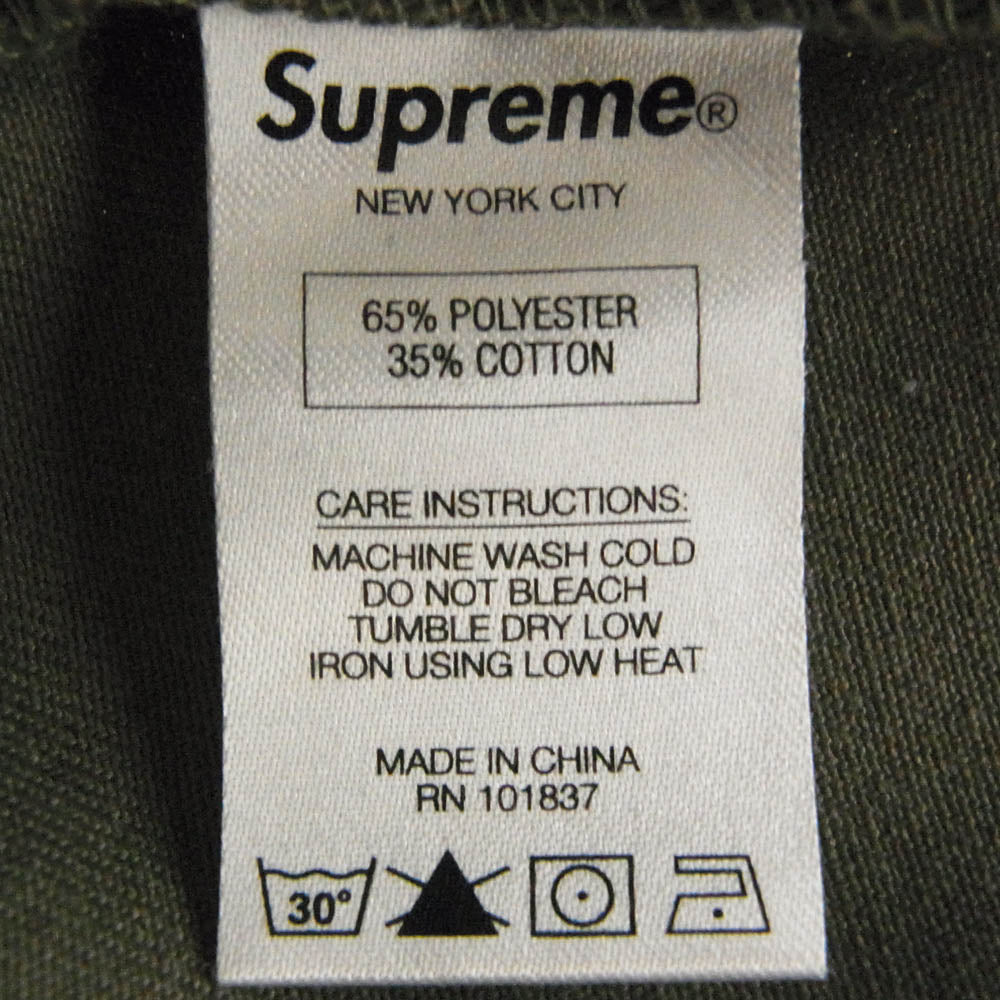 Supreme®
NEW YORK CITY
65% POLYESTER
35% COTTON
CARE INSTRUCTIONS:
MACHINE WASH COLD
DO NOT BLEACH
TUMBLE DRY LOW
IRON USING LOW HEAT
MADE IN CHINA
RN 101837
30°